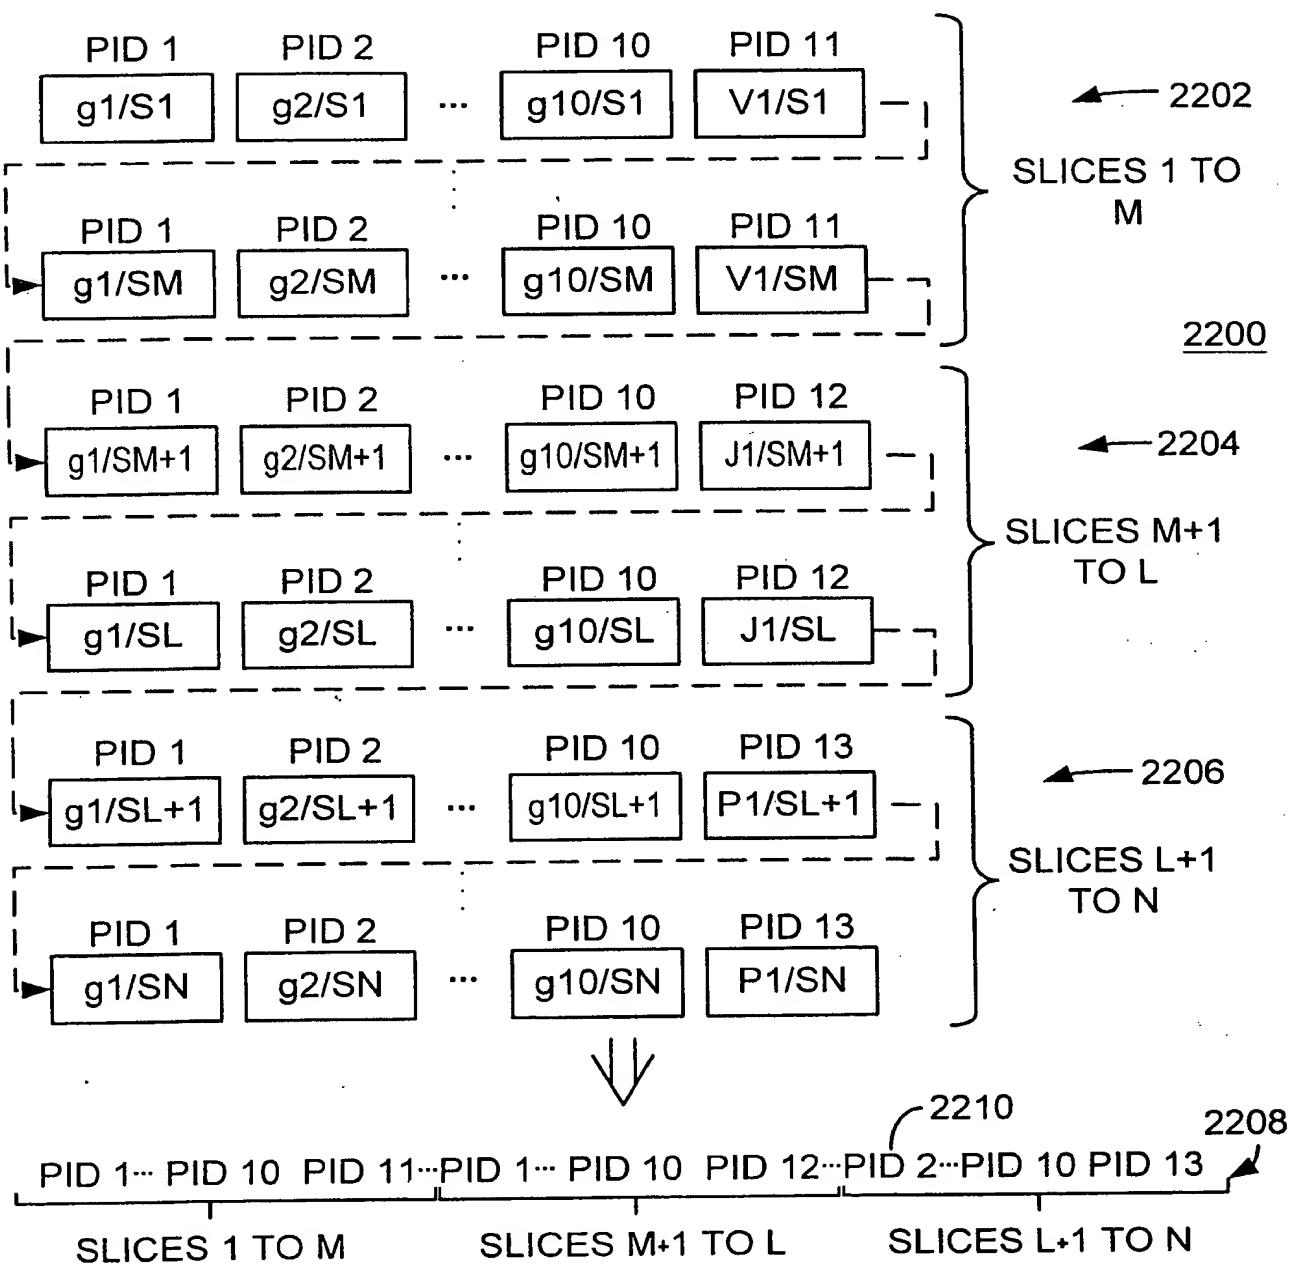 PID 1 PID 2 PID 10 PID 11
g1/S1 g2/S1 ... g10/S1 V1/S1
2202
SLICES 1 TO
M
PID 1 PID 2 PID 10 PID 11
g1/SM g2/SM ... g10/SM V1/SM
2200
PID 1 PID 2 PID 10 PID 12
g1/SM+1 g2/SM+1 ... g10/SM+1 J1/SM+1
2204
SLICES M+1
TO L
PID 1 PID 2 PID 10 PID 12
g1/SL g2/SL ... g10/SL J1/SL
PID 1 PID 2 PID 10 PID 13
g1/SL+1 g2/SL+1 ... g10/SL+1 P1/SL+1
2206
SLICES L+1
TO N
PID 1 PID 2 PID 10 PID 13
g1/SN g2/SN ... g10/SN P1/SN
2210
2208
PID 1... PID 10 PID 11...PID 1... PID 10 PID 12...PID 2...PID 10 PID 13
SLICES 1 TO M SLICES M+1 TO L SLICES L+1 TO N